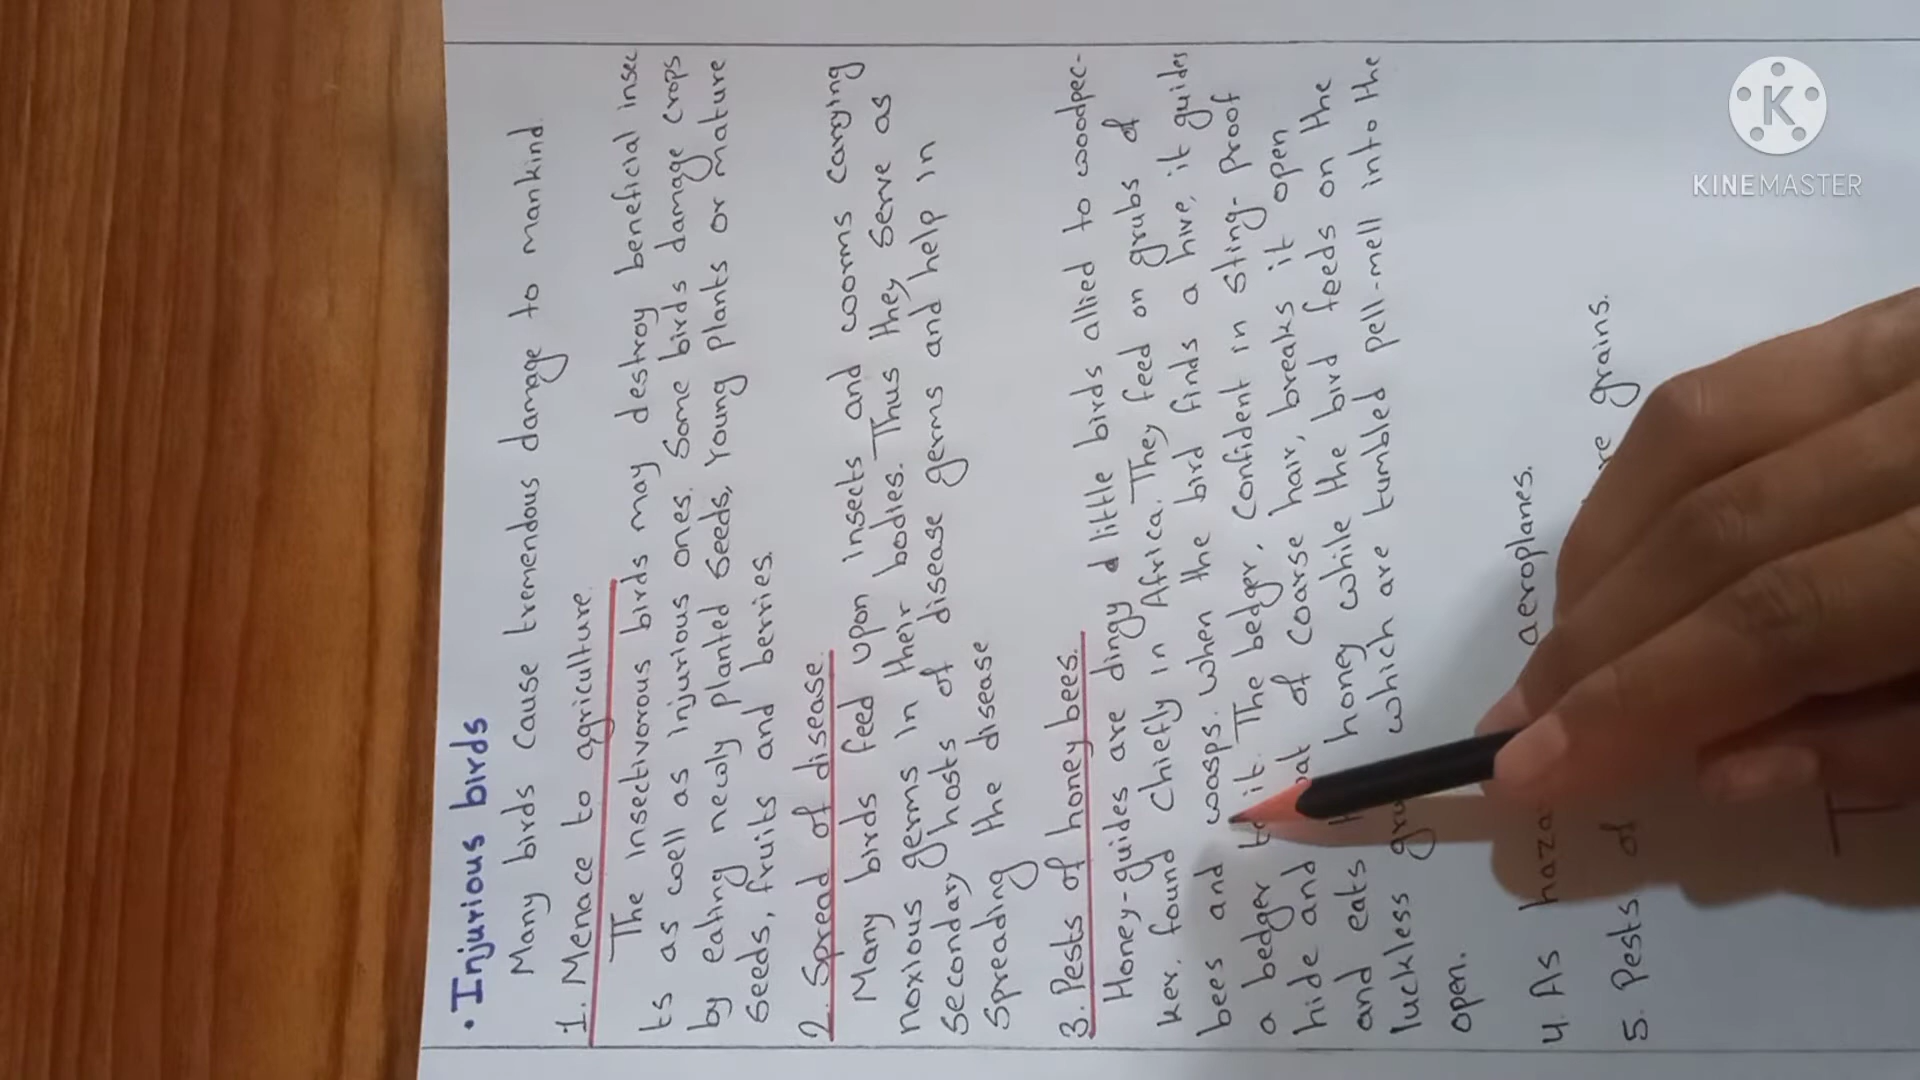 • Injurious birds
Many birds cause tremendous damage to mankind.
1. Menace to agriculture.
The insectivorous birds may destroy beneficial insec
ts as well as injurious ones. Some birds damage crops
by eating newly planted seeds, Young plants or mature
seeds, fruits and berries.
2. Spread of disease.
Many birds feed upon insects and worms carrying
noxious germs in their bodies. Thus they serve as
secondary hosts of disease germs and help in
spreading the disease
3. Pests of honey bees.
Honey-guides are dingy little birds allied to woodpec-
ker, found chiefly in Africa. They feed on grubs of
bees and wasps. when the bird finds a hive, it guides
a bedger it. The bedger, confident in sting-proof
hide and of coarse hair, breaks it open
and eats honey while the bird feeds on the
luckless which are tumbled pell-mell into the
open.
4. As aeroplanes.
5. Pests of grains.
KINEMASTER